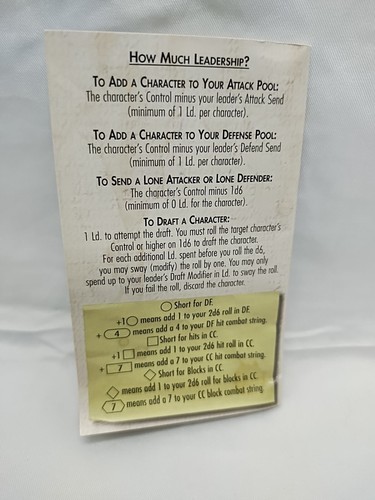 HOW MUCH LEADERSHIP?
TO ADD A CHARACTER TO YOUR ATTACK POOL:
The character's Control minus your leader's Attack Send
(minimum of 1 Ld. per character).
TO ADD A CHARACTER TO YOUR DEFENSE POOL:
The character's Control minus your leader's Defend Send
(minimum of 1 Ld. per character).
TO SEND A LONE ATTACKER OR LONE DEFENDER:
The character's Control minus 1d6
(minimum of 0 Ld. for the character).
TO DRAFT A CHARACTER:
1 Ld. to attempt the draft. You must roll the target character's
Control or higher on 1d6 to draft the character.
For each additional Ld. spent before you roll the d6,
you may sway (modify) the roll by one. You may only
spend up to your leader's Draft Modifier in Ld. to sway the roll.
If you fail the roll, discard the character.
Short for DF.
+1 means add 1 to your 2d6 roll in DF.
+ 4 means add a 4 to your DF hit combat string.
Short for hits in CC.
+1 means add 1 to your 2d6 hit roll in CC.
+ 7 means add a 7 to your CC hit combat string.
Short for Blocks in CC.
means add 1 to your 2d6 roll for blocks in CC.
7 means add a 7 to your CC block combat string.